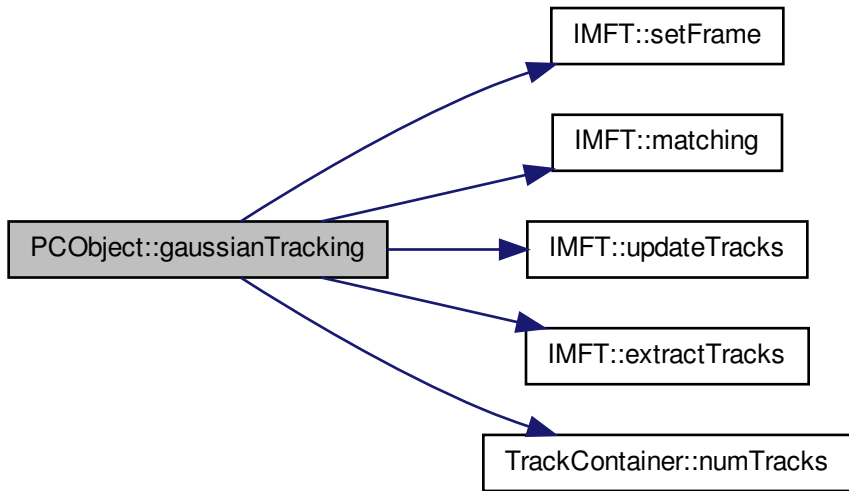 IMFT::setFrame
IMFT::matching
PCObject::gaussianTracking
IMFT::updateTracks
IMFT::extractTracks
TrackContainer::numTracks